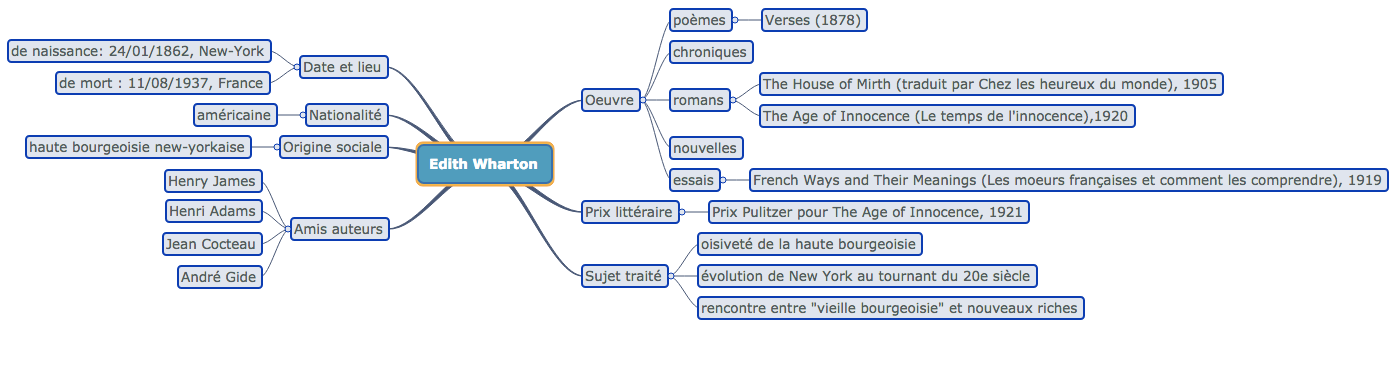 Edith Wharton
Date et lieu
de naissance: 24/01/1862, New-York
de mort : 11/08/1937, France
Nationalité
américaine
Origine sociale
haute bourgeoisie new-yorkaise
Amis auteurs
Henry James
Henri Adams
Jean Cocteau
André Gide
Oeuvre
poèmes
Verses (1878)
chroniques
romans
The House of Mirth (traduit par Chez les heureux du monde), 1905
The Age of Innocence (Le temps de l'innocence),1920
nouvelles
essais
French Ways and Their Meanings (Les moeurs françaises et comment les comprendre), 1919
Prix littéraire
Prix Pulitzer pour The Age of Innocence, 1921
Sujet traité
oisiveté de la haute bourgeoisie
évolution de New York au tournant du 20e siècle
rencontre entre "vieille bourgeoisie" et nouveaux riches